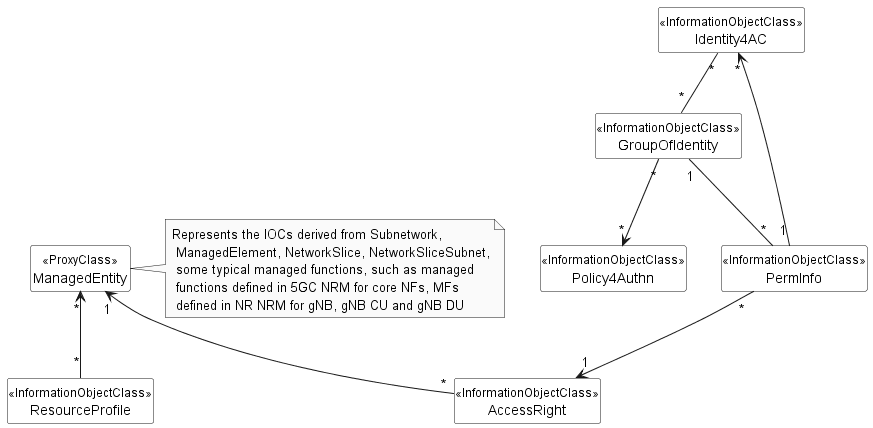 «InformationObjectClass»
Identity4AC
*
*
*
«InformationObjectClass»
GroupOfIdentity
*
1
*
*
1
Represents the IOCs derived from Subnetwork,
ManagedElement, NetworkSlice, NetworkSliceSubnet,
some typical managed functions, such as managed
functions defined in 5GC NRM for core NFs, MFs
defined in NR NRM for gNB, gNB CU and gNB DU
«ProxyClass»
ManagedEntity
«InformationObjectClass»
Policy4Authn
«InformationObjectClass»
PermInfo
*
1
*
*
1
*
«InformationObjectClass»
ResourceProfile
«InformationObjectClass»
AccessRight